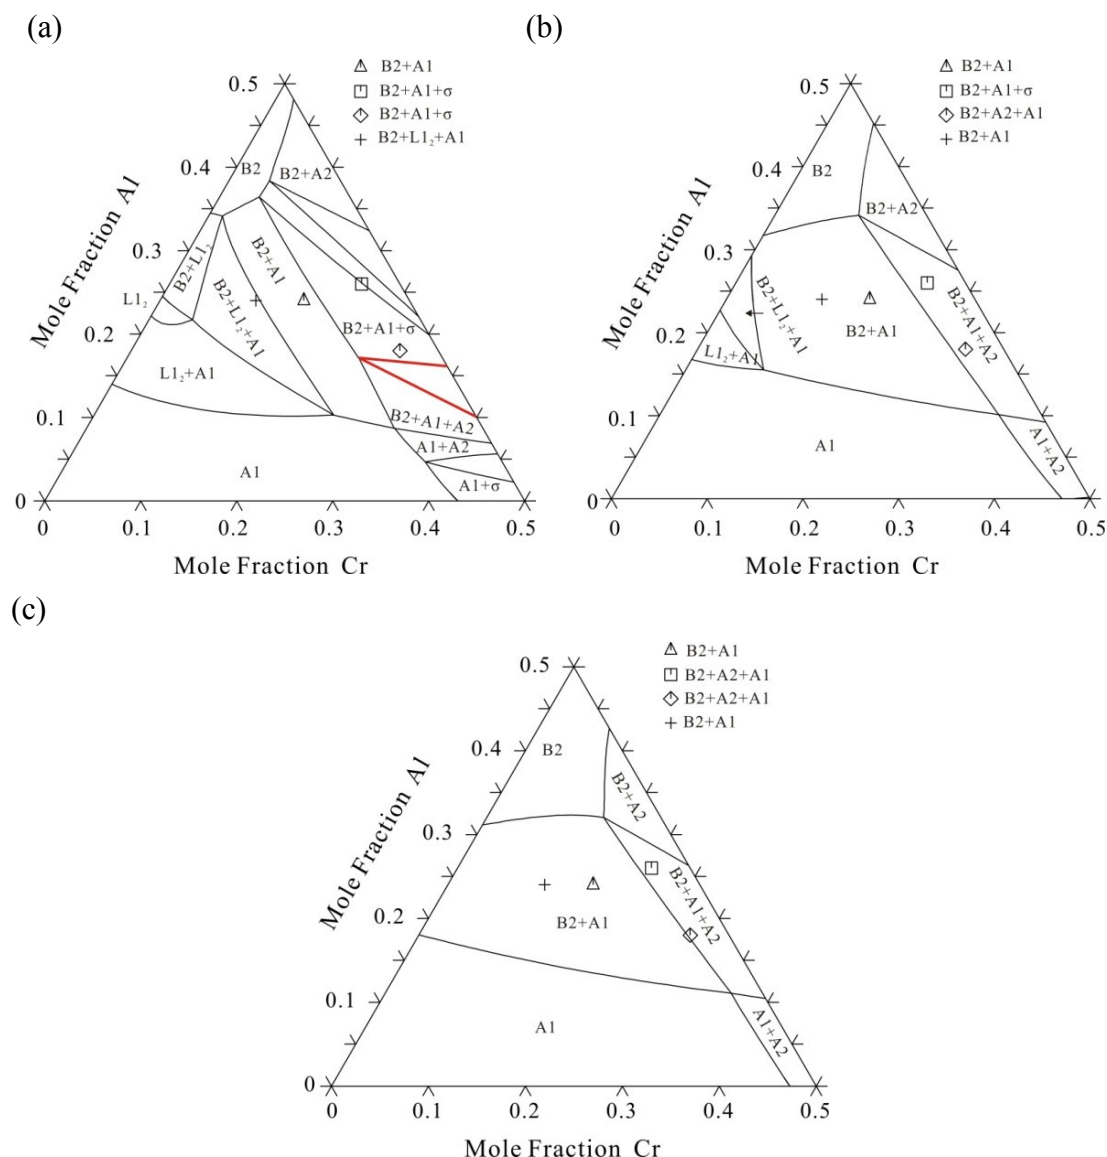 (a)
B2+A1
B2+A1+σ
B2+A1+σ
B2+L1₂+A1
0.5
0.4
0.3
0.2
0.1
0
Mole Fraction Al
B2
B2+A2
B2+L1₂
B2+A1
L1₂
B2+L1₂+A1
B2+A1+σ
L1₂+A1
B2+A1+A2
A1+A2
A1
A1+σ
0
0.1
0.2
0.3
0.4
0.5
Mole Fraction Cr
(b)
B2+A1
B2+A1+σ
B2+A2+A1
B2+A1
0.5
0.4
0.3
0.2
0.1
0
Mole Fraction Al
B2
B2+A2
B2+L1₂+A1
B2+A1
B2+A1+A2
L1₂+A1
A1
A1+A2
0
0.1
0.2
0.3
0.4
0.5
Mole Fraction Cr
(c)
B2+A1
B2+A2+A1
B2+A2+A1
B2+A1
0.5
0.4
0.3
0.2
0.1
0
Mole Fraction Al
B2
B2+A2
B2+A1
B2+A1+A2
A1
A1+A2
0
0.1
0.2
0.3
0.4
0.5
Mole Fraction Cr